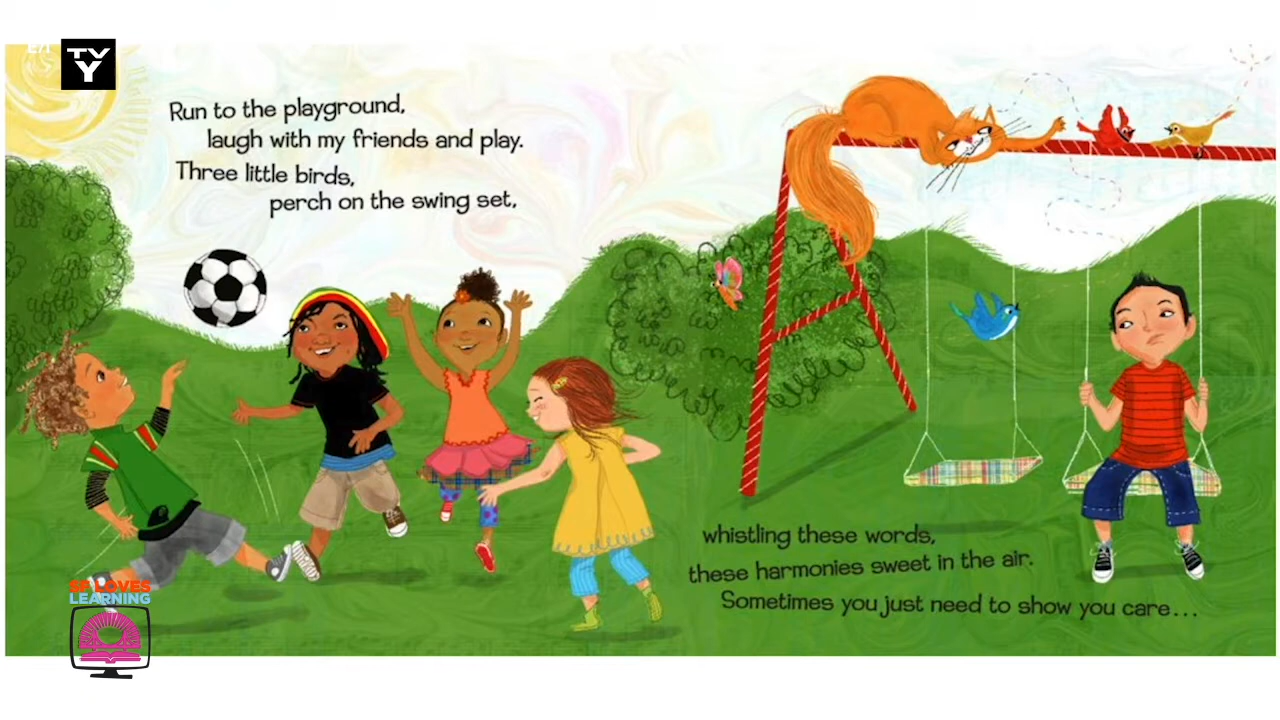 TV
Y
E/I
Run to the playground,
laugh with my friends and play.
Three little birds,
perch on the swing set,
whistling these words,
these harmonies sweet in the air.
Sometimes you just need to show you care...
SF LOVES
LEARNING